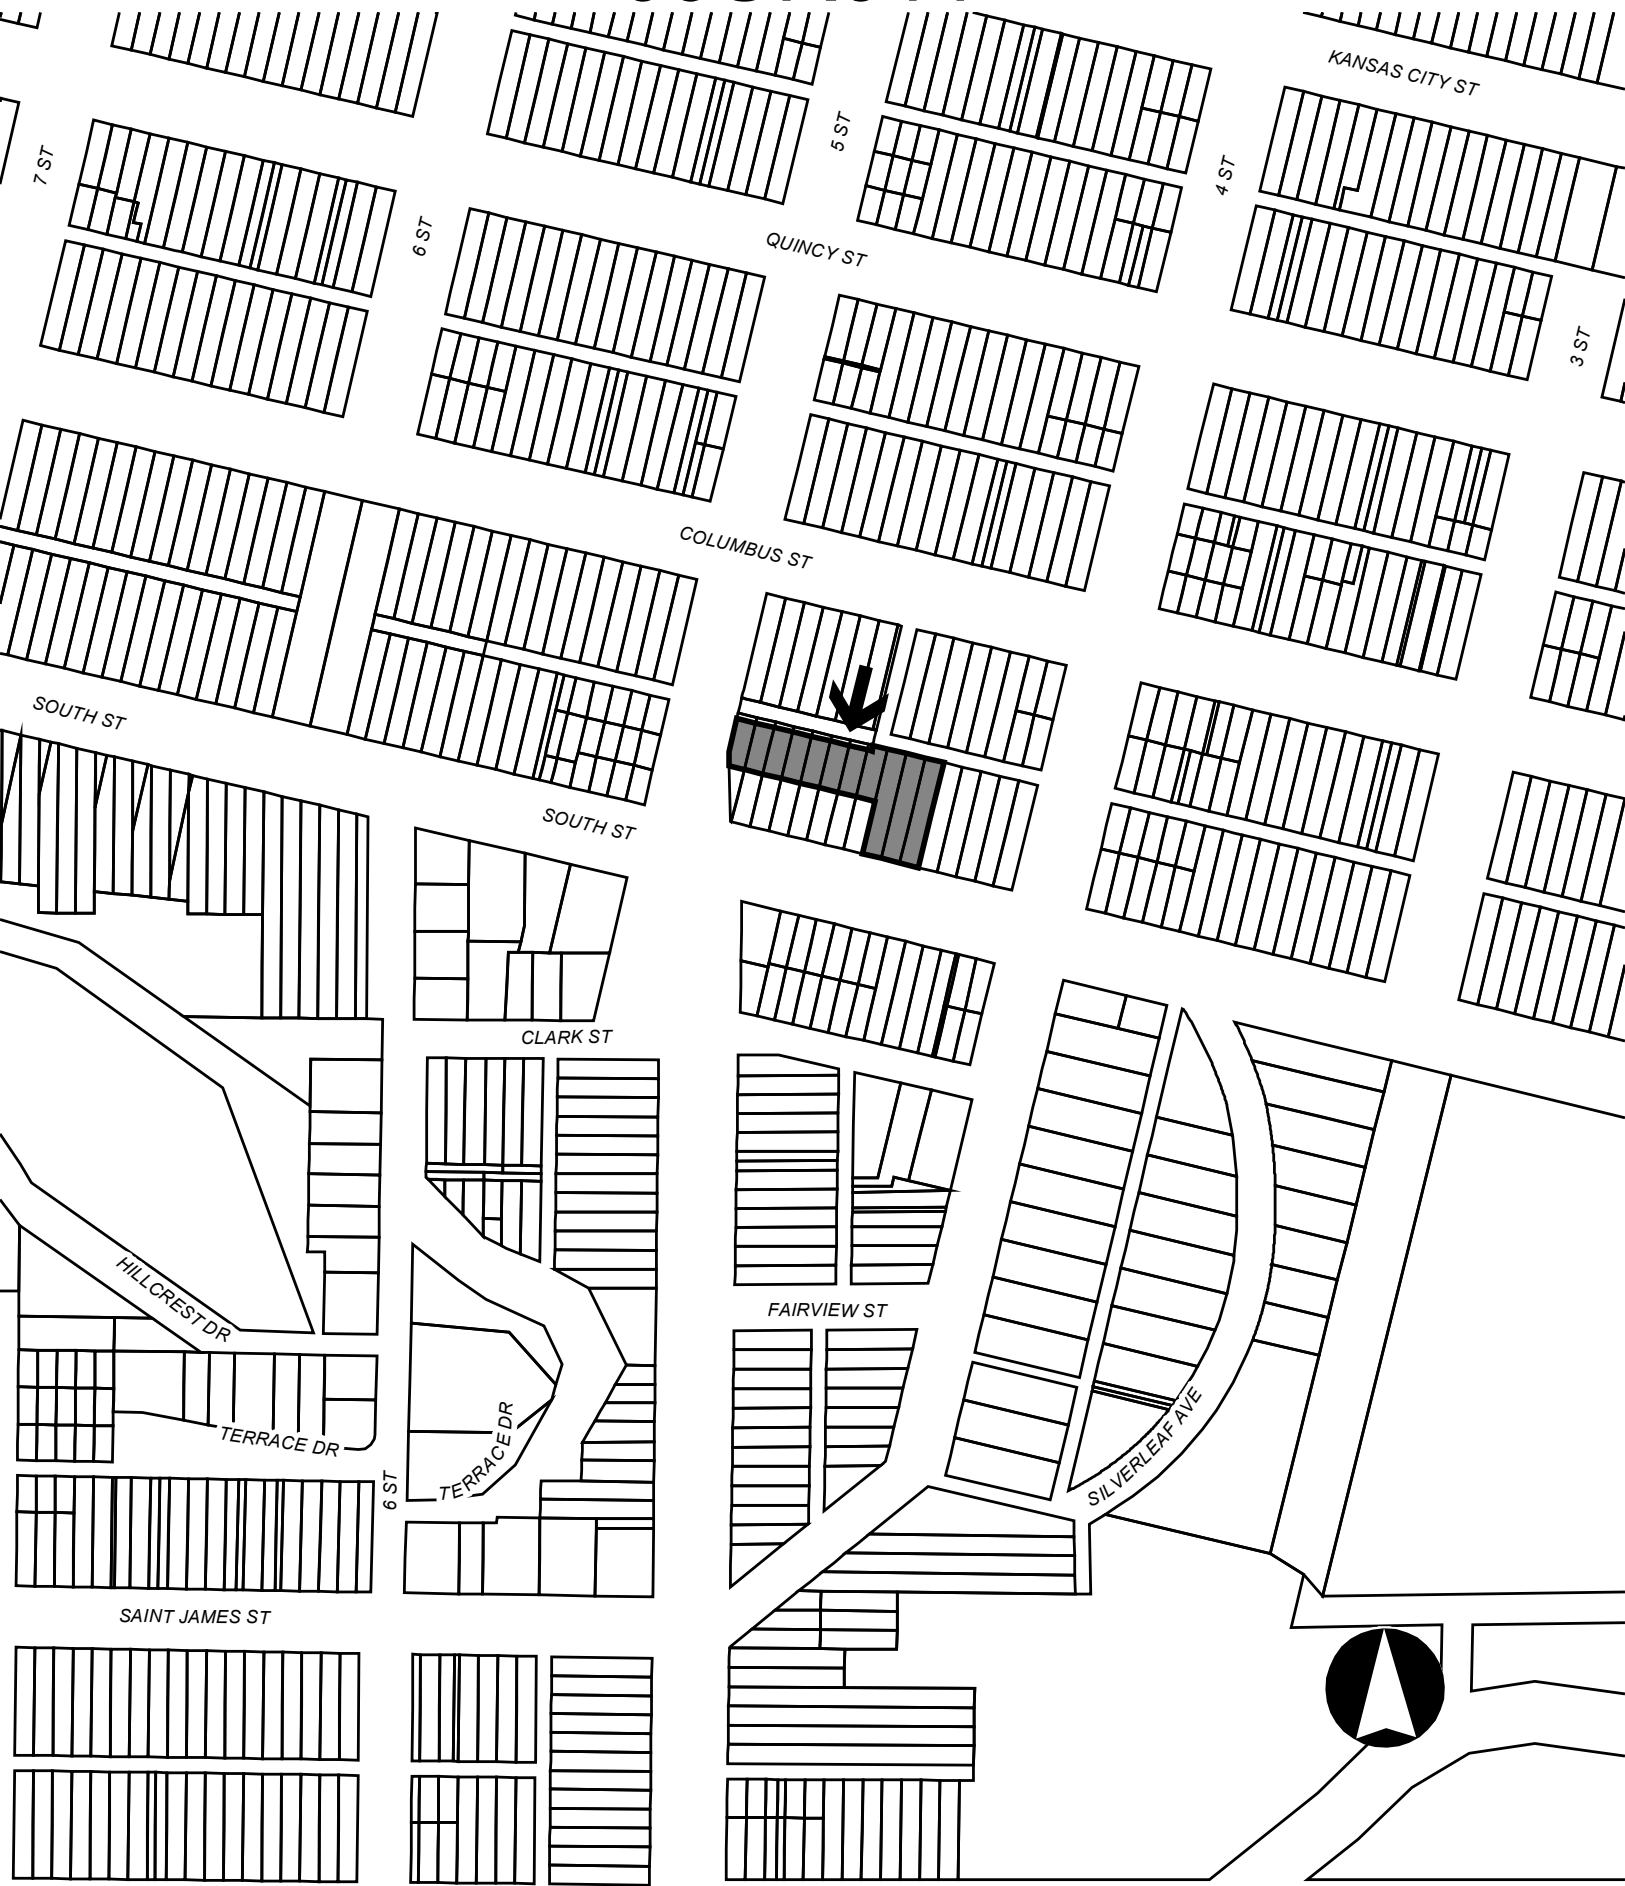 KANSAS CITY ST
5 ST
7 ST
4 ST
6 ST
QUINCY ST
3 ST
COLUMBUS ST
SOUTH ST
SOUTH ST
CLARK ST
HILLCREST DR
FAIRVIEW ST
TERRACE DR
TERRACE DR
SILVERLEAF AVE
6 ST
SAINT JAMES ST